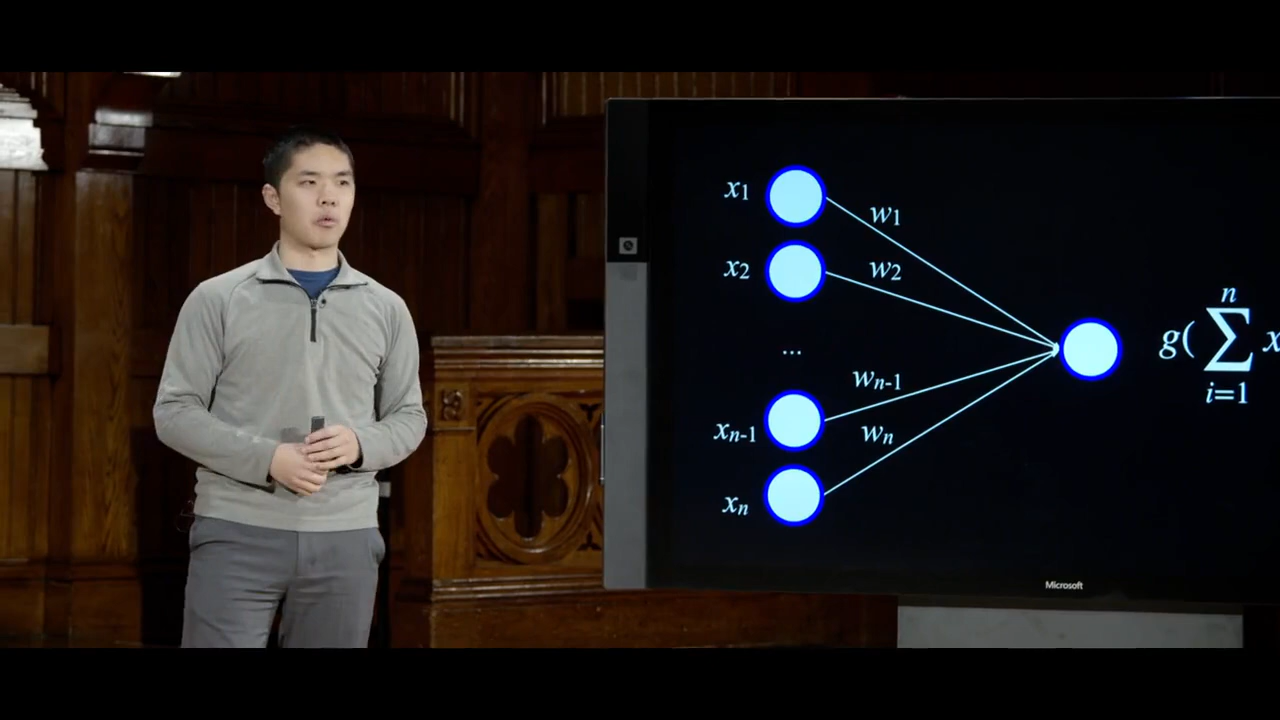 x1
w1
x2
w2
...
wn-1
xn-1
wn
xn
n
g( ∑ x
i=1
Microsoft